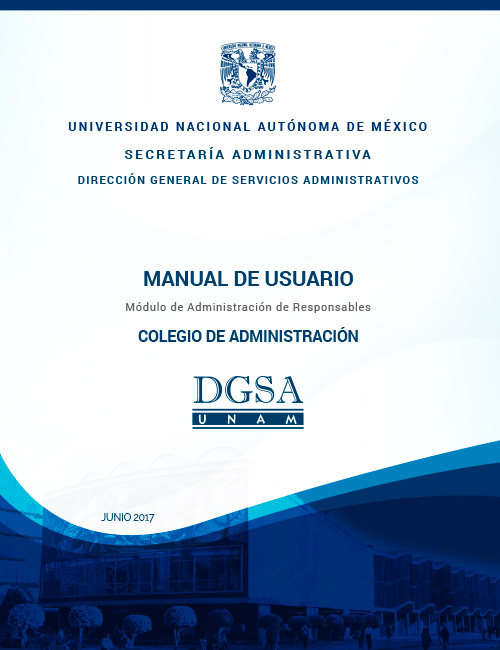 UNIVERSIDAD NACIONAL AUTÓNOMA DE MÉXICO
SECRETARÍA ADMINISTRATIVA
DIRECCIÓN GENERAL DE SERVICIOS ADMINISTRATIVOS
MANUAL DE USUARIO
Módulo de Administración de Responsables
COLEGIO DE ADMINISTRACIÓN
DGSA
UNAM
JUNIO 2017